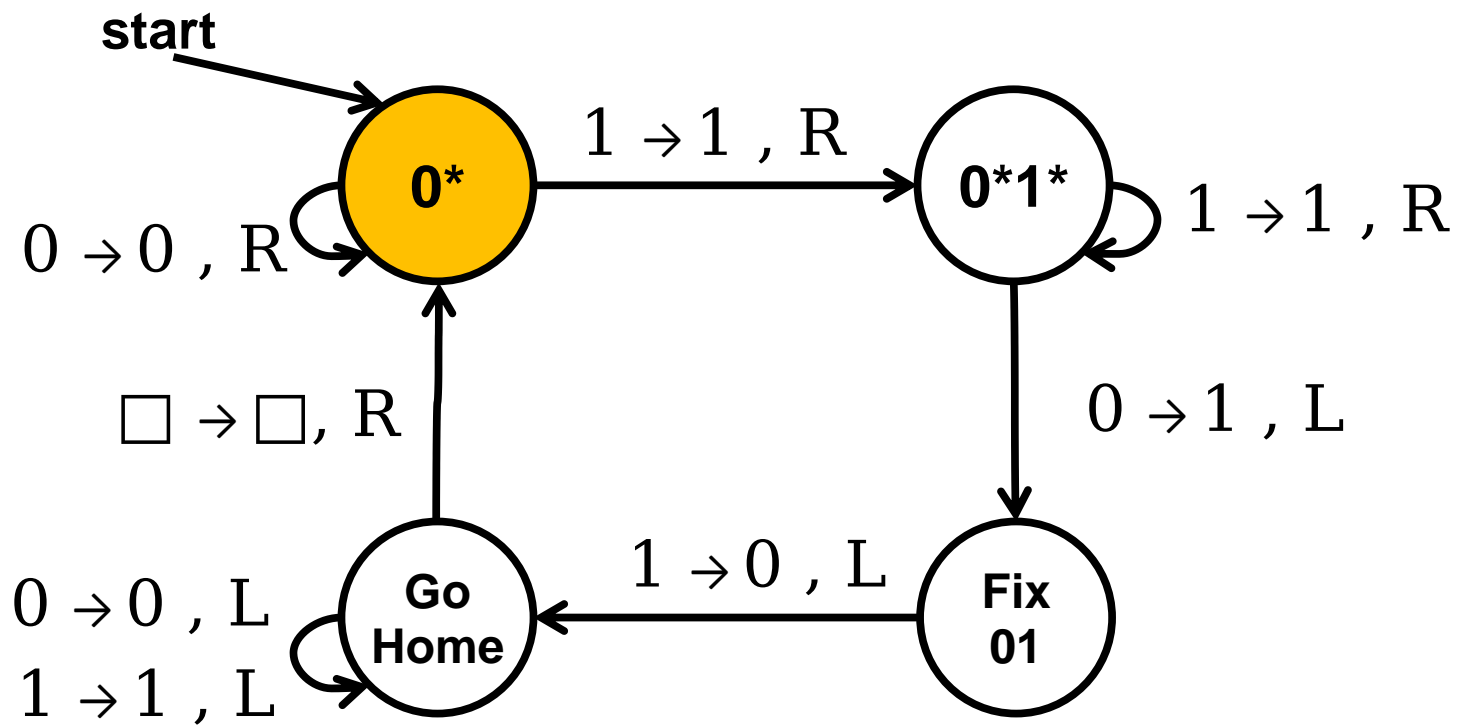 start
0*
1 → 1 , R
0*1*
1 → 1 , R
0 → 0 , R
□ → □, R
0 → 1 , L
1 → 0 , L
Go
Home
Fix
01
0 → 0 , L
1 → 1 , L